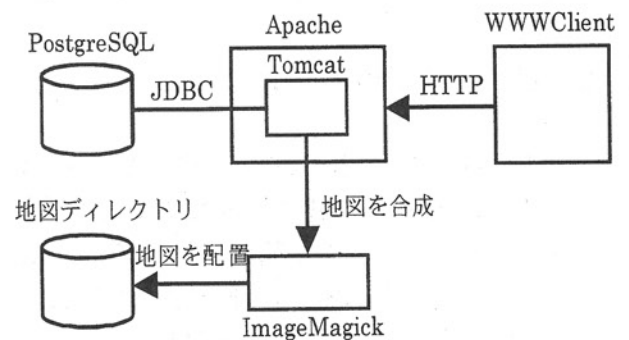 PostgreSQL
Apache
WWWClient
Tomcat
JDBC
HTTP
地図ディレクトリ
地図を合成
地図を配置
ImageMagick